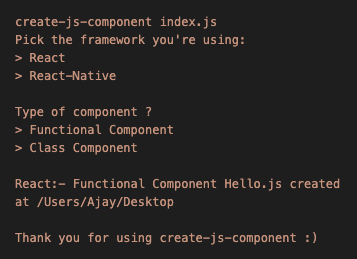 create-js-component index.js
Pick the framework you're using:
> React
> React-Native
Type of component ?
> Functional Component
> Class Component
React:- Functional Component Hello.js created
at /Users/Ajay/Desktop
Thank you for using create-js-component :)